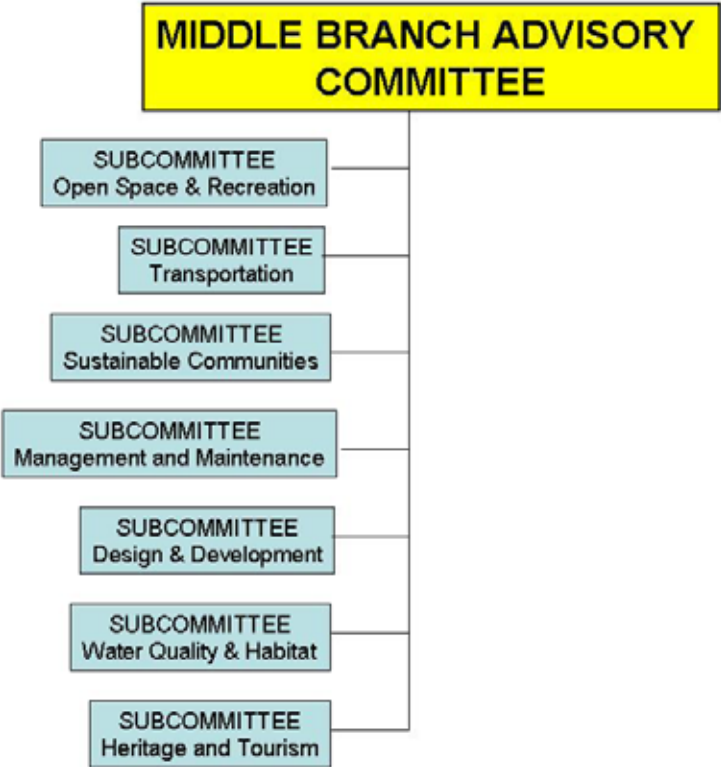 MIDDLE BRANCH ADVISORY
COMMITTEE
SUBCOMMITTEE
Open Space & Recreation
SUBCOMMITTEE
Transportation
SUBCOMMITTEE
Sustainable Communities
SUBCOMMITTEE
Management and Maintenance
SUBCOMMITTEE
Design & Development
SUBCOMMITTEE
Water Quality & Habitat
SUBCOMMITTEE
Heritage and Tourism